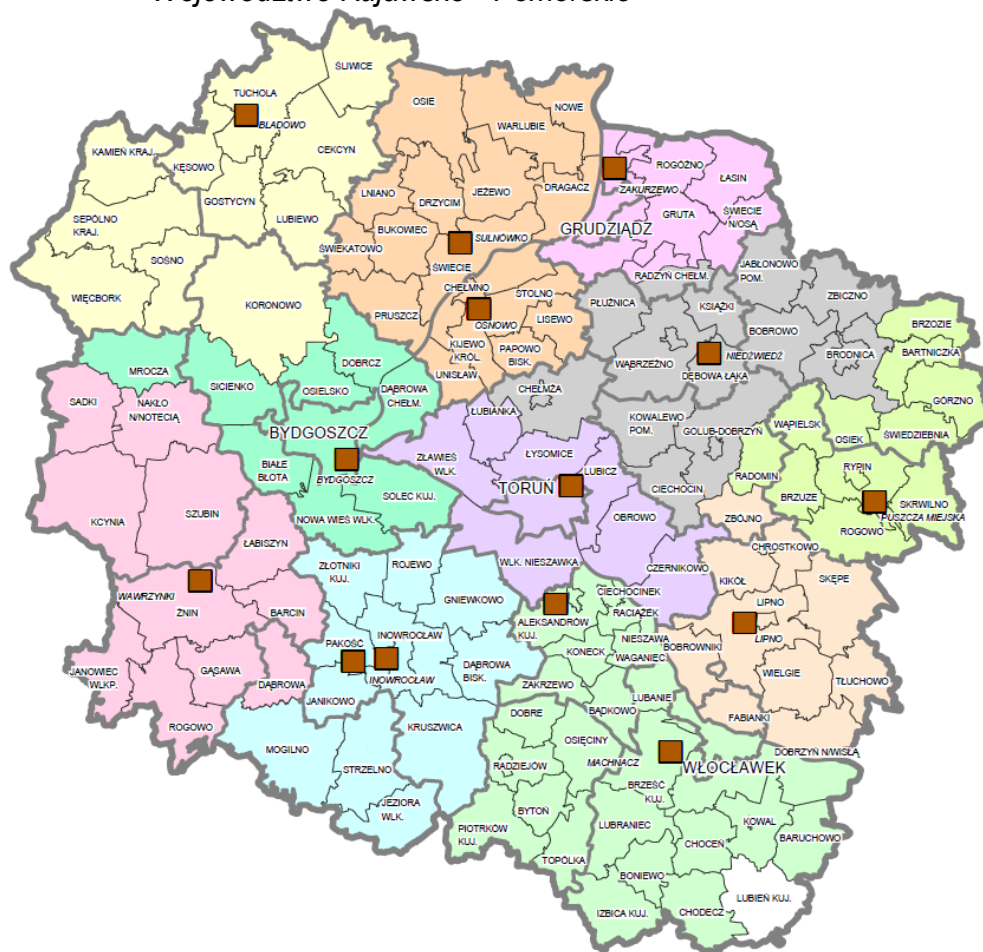 Województwo Kujawsko - Pomorskie
ŚLIWICE
TUCHOLA
BLADOWO
OSIE
NOWE
WARLUBIE
KAMIEŃ KRAJ.
KĘSOWO
CEKCYN
ROGÓŹNO
ZAKURZEWO
ŁASIN
LNIANO
DRZYCIM
JEŻEWO
DRAGACZ
GOSTYCYN
LUBIEWO
SĘPÓLNO
KRAJ.
BUKOWIEC
SULNÓWKO
GRUTA
ŚWIECIE
N/OSĄ
GRUDZIĄDZ
ŚWIEKATOWO
SOŚNO
ŚWIECIE
RADZYŃ CHEŁM.
JABŁONOWO
POM.
WIĘCBORK
KORONOWO
PRUSZCZ
CHEŁMNO
OSNOWO
STOLNO
LISEWO
PŁUŻNICA
KSIĄŻKI
ZBICZNO
KIJEWO
KRÓL.
PAPOWO
BISK.
UNISŁAW
BOBROWO
BRZOZIE
BARTNICZKA
NIEDŹWIEDŹ
WĄBRZEŹNO
DĘBOWA ŁĄKA
BRODNICA
MROCZA
SICIENKO
OSIELSKO
DOBRCZ
DĄBROWA
CHEŁM.
CHEŁMŻA
SADKI
NAKŁO
N/NOTECIĄ
GÓRZNO
ŁUBIANKA
KOWALEWO
POM.
GOLUB-DOBRZYŃ
WĄPIELSK
OSIEK
ŚWIEDZIEBNIA
BYDGOSZCZ
BYDGOSZCZ
BIAŁE
BŁOTA
ZŁAWIEŚ
WLK.
ŁYSOMICE
LUBICZ
TORUŃ
CIECHOCIN
RADOMIN
RYPIN
BRZUZE
SKRWILNO
PUSZCZA MIEJSKA
ROGOWO
SOLEC KUJ.
KCYNIA
SZUBIN
NOWA WIEŚ WLK.
OBROWO
ZBÓJNO
ŁABISZYN
CHROSTKOWO
WLK. NIESZAWKA
CZERNIKOWO
KIKÓŁ
SKĘPE
ZŁOTNIKI
KUJ.
ROJEWO
GNIEWKOWO
CIECHOCINEK
RACIĄŻEK
WAWRZYNKI
ŻNIN
BARCIN
ALEKSANDRÓW
KUJ.
LIPNO
LIPNO
PAKOŚĆ
INOWROCŁAW
INOWROCŁAW
NIESZAWA
WAGANIEC
BOBROWNIKI
KONECK
DĄBROWA
BISK.
JANOWIEC
WLKP.
GĄSAWA
DĄBROWA
JANIKOWO
ZAKRZEWO
WIELGIE
TŁUCHOWO
LUBANIE
BĄDKOWO
FABIANKI
ROGOWO
KRUSZWICA
DOBRE
OSIĘCINY
MOGILNO
RADZIEJÓW
MACHNACZ
WŁOCŁAWEK
DOBRZYŃ N/WISŁĄ
STRZELNO
BRZEŚĆ
KUJ.
JEZIORA
WLK.
BYTOŃ
PIOTRKÓW
KUJ.
LUBRANIEC
KOWAL
BARUCHOWO
TOPÓLKA
CHOCEŃ
BONIEWO
LUBIEŃ KUJ.
IZBICA KUJ.
CHODECZ